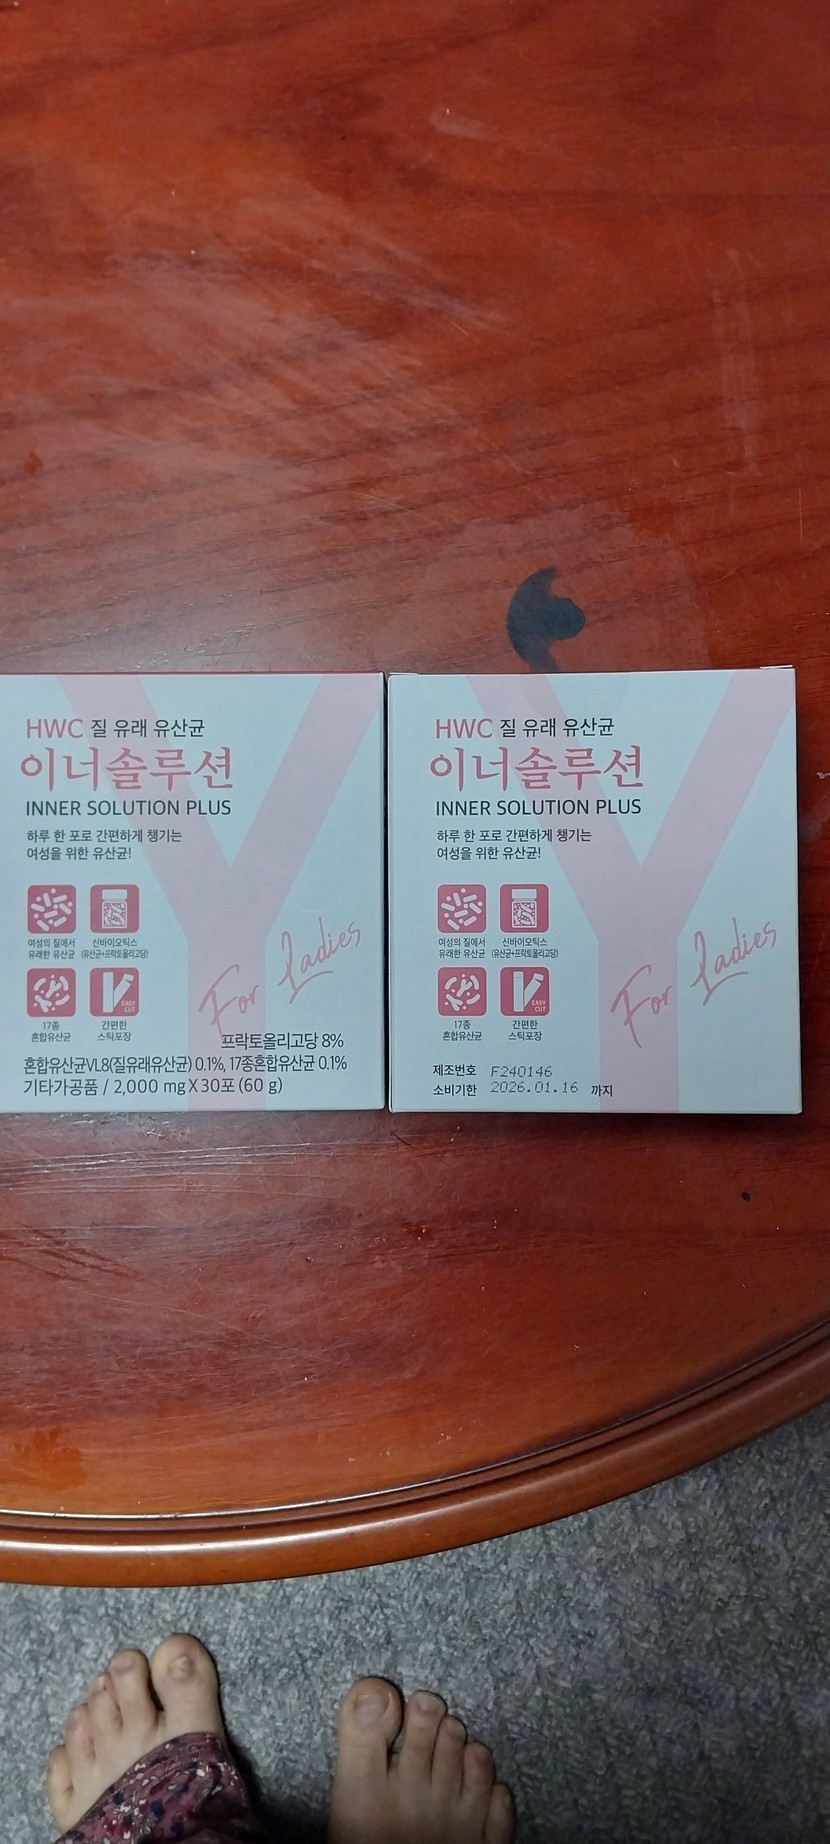 HWC 질 유래 유산균
이너솔루션
INNER SOLUTION PLUS
하루 한 포로 간편하게 챙기는
여성을 위한 유산균!
여성의 질에서
유래한 유산균
신바이오틱스
(유산균+프락토올리고당)
17종
혼합유산균
EASY
CUT
간편한
스틱포장
For Ladies
프락토올리고당 8%
혼합유산균VL8(질유래유산균) 0.1%, 17종혼합유산균 0.1%
기타가공품 / 2,000 mg X 30포 (60 g)
HWC 질 유래 유산균
이너솔루션
INNER SOLUTION PLUS
하루 한 포로 간편하게 챙기는
여성을 위한 유산균!
여성의 질에서
유래한 유산균
신바이오틱스
(유산균+프락토올리고당)
17종
혼합유산균
EASY
CUT
간편한
스틱포장
For Ladies
제조번호 F240146
소비기한 2026.01.16 까지